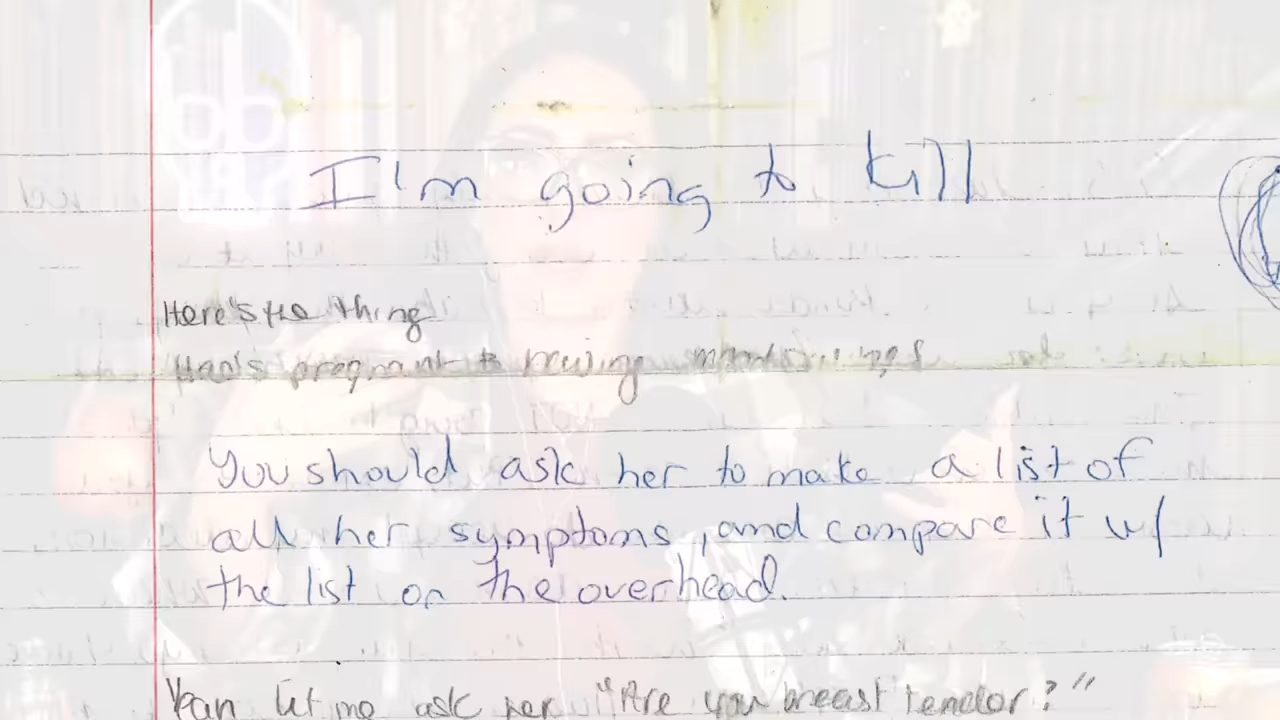 I'm going to kill
Here's the thing
pregnant
You should ask her to make a list of
all her symptoms, and compare it w/
the list on the overhead.
Yean let me ask her "Are you breast tender?"